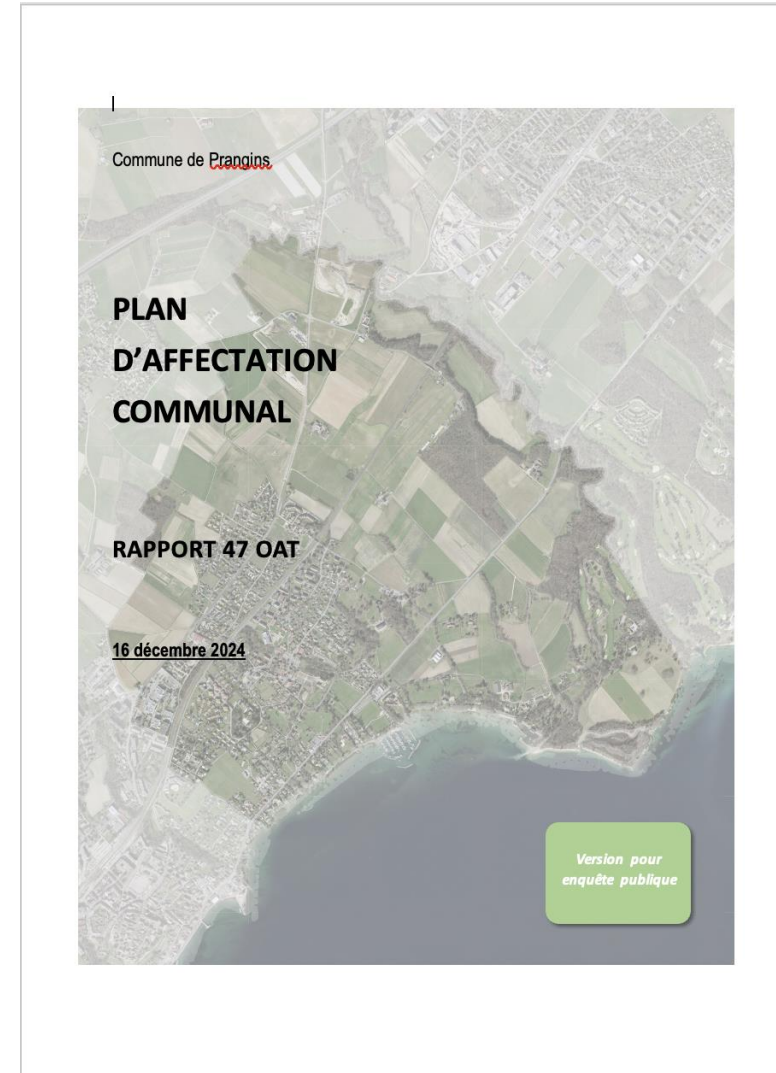 Commune de Prangins
PLAN
D’AFFECTATION
COMMUNAL
RAPPORT 47 OAT
16 décembre 2024
Version pour
enquête publique